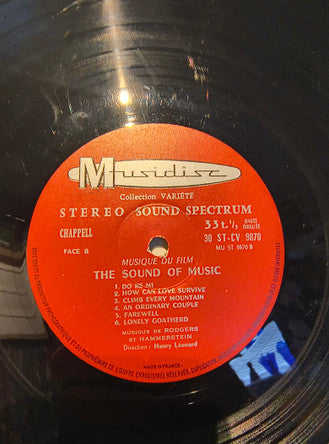 Musidisc
Collection VARIÉTÉ
STEREO SOUND SPECTRUM
CHAPPELL
33 t. 1/3 HAUTE FIDELITE
FACE B
30 ST-CV 9870
MU ST 9870 B
MUSIQUE DU FILM
THE SOUND OF MUSIC
1. DO RE MI
2. HOW CAN LOVE SURVIVE
3. CLIMB EVERY MOUNTAIN
4. AN ORDINARY COUPLE
5. FAREWELL
6. LONELY GOATHERD
MUSIQUE DE RODGERS
ET HAMMERSTEIN
Direction: Henry Léonard